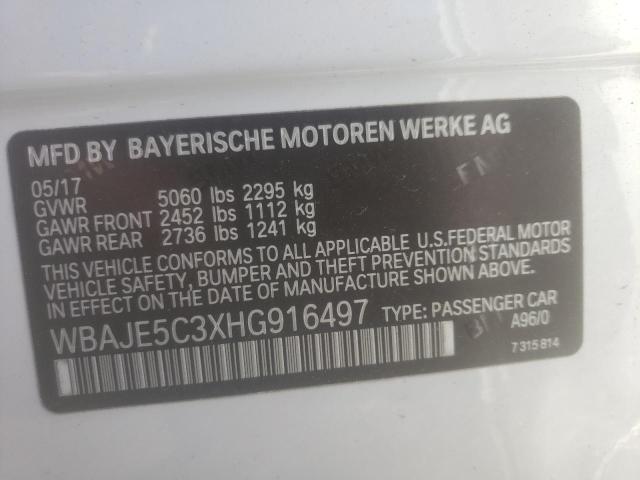 MFD BY BAYERISCHE MOTOREN WERKE AG
05/17
GVWR 5060 lbs 2295 kg
GAWR FRONT 2452 lbs 1112 kg
GAWR REAR 2736 lbs 1241 kg
THIS VEHICLE CONFORMS TO ALL APPLICABLE U.S.FEDERAL MOTOR
VEHICLE SAFETY, BUMPER AND THEFT PREVENTION STANDARDS
IN EFFECT ON THE DATE OF MANUFACTURE SHOWN ABOVE.
WBAJE5C3XHG916497 TYPE: PASSENGER CAR
A96/0
7 315 814